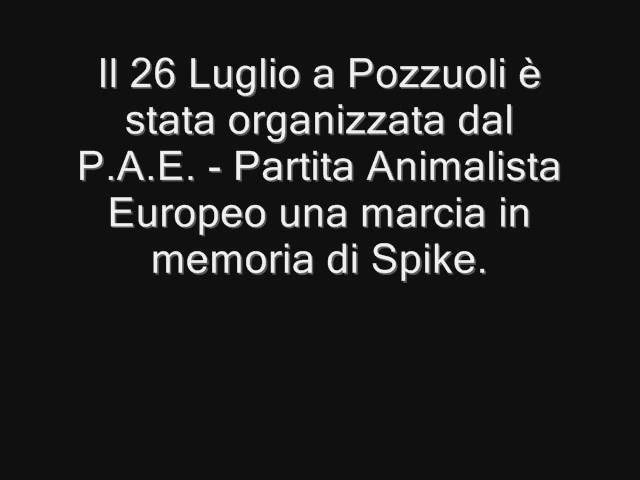 Il 26 Luglio a Pozzuoli è
stata organizzata dal
P.A.E. - Partita Animalista
Europeo una marcia in
memoria di Spike.